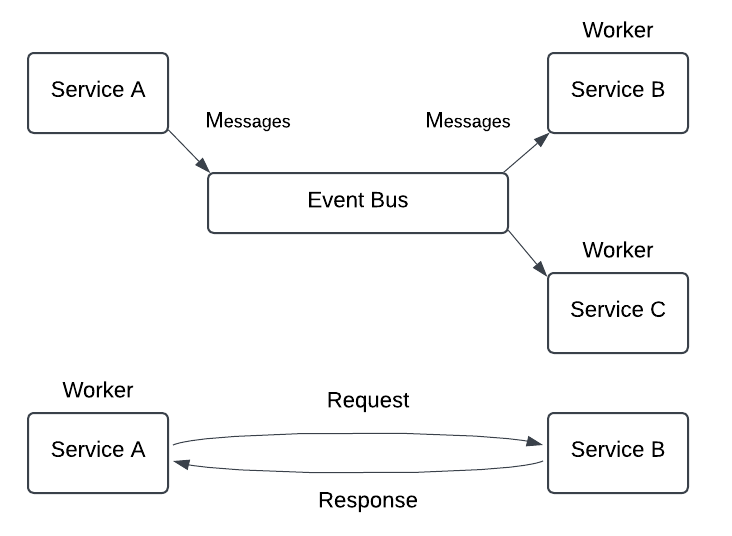 Worker
Service A
Service B
Messages
Messages
Event Bus
Worker
Service C
Worker
Request
Service A
Service B
Response